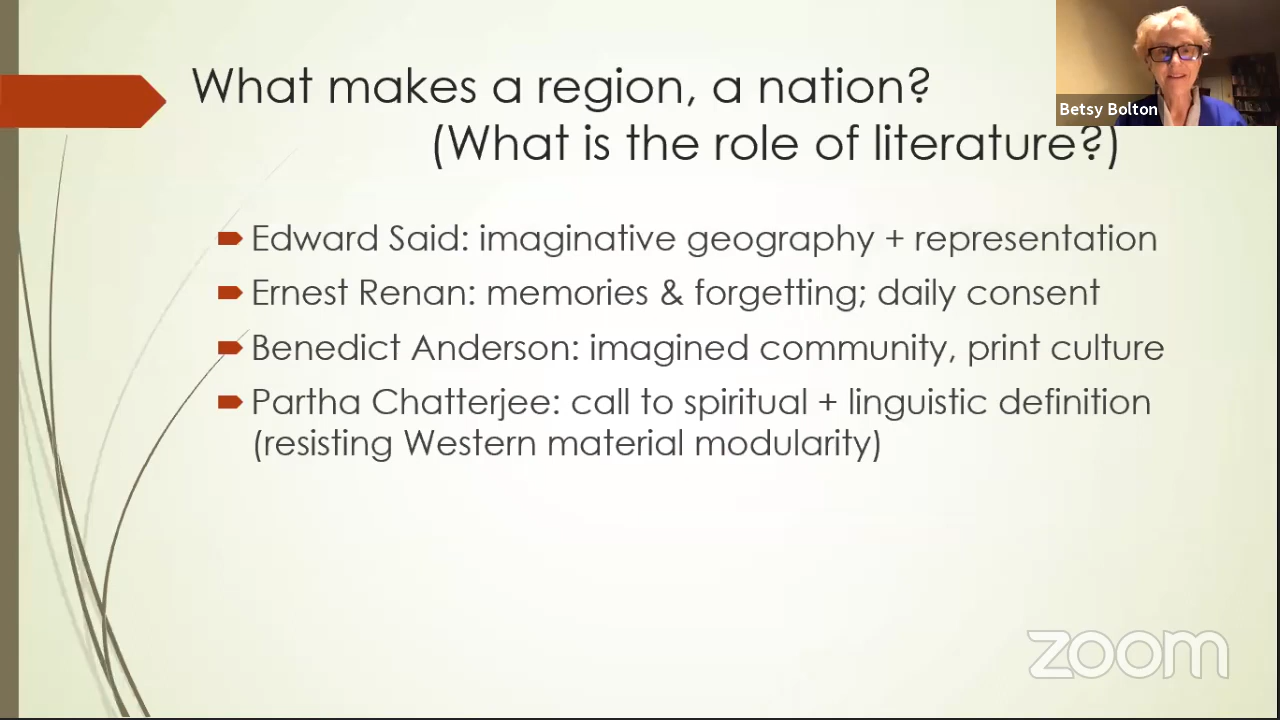 What makes a region, a nation?
(What is the role of literature?)
Betsy Bolton
Edward Said: imaginative geography + representation
Ernest Renan: memories & forgetting; daily consent
Benedict Anderson: imagined community, print culture
Partha Chatterjee: call to spiritual + linguistic definition
(resisting Western material modularity)
zoom